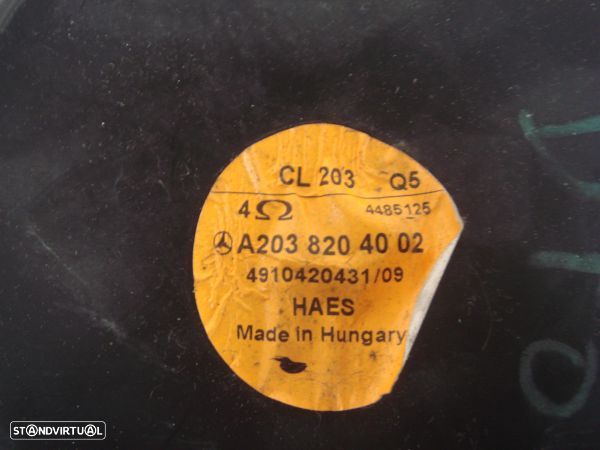 CL 203 Q5
4Ω 4485125
A203 820 40 02
4910420431/09
HAES
Made in Hungary
STANDVIRTUAL